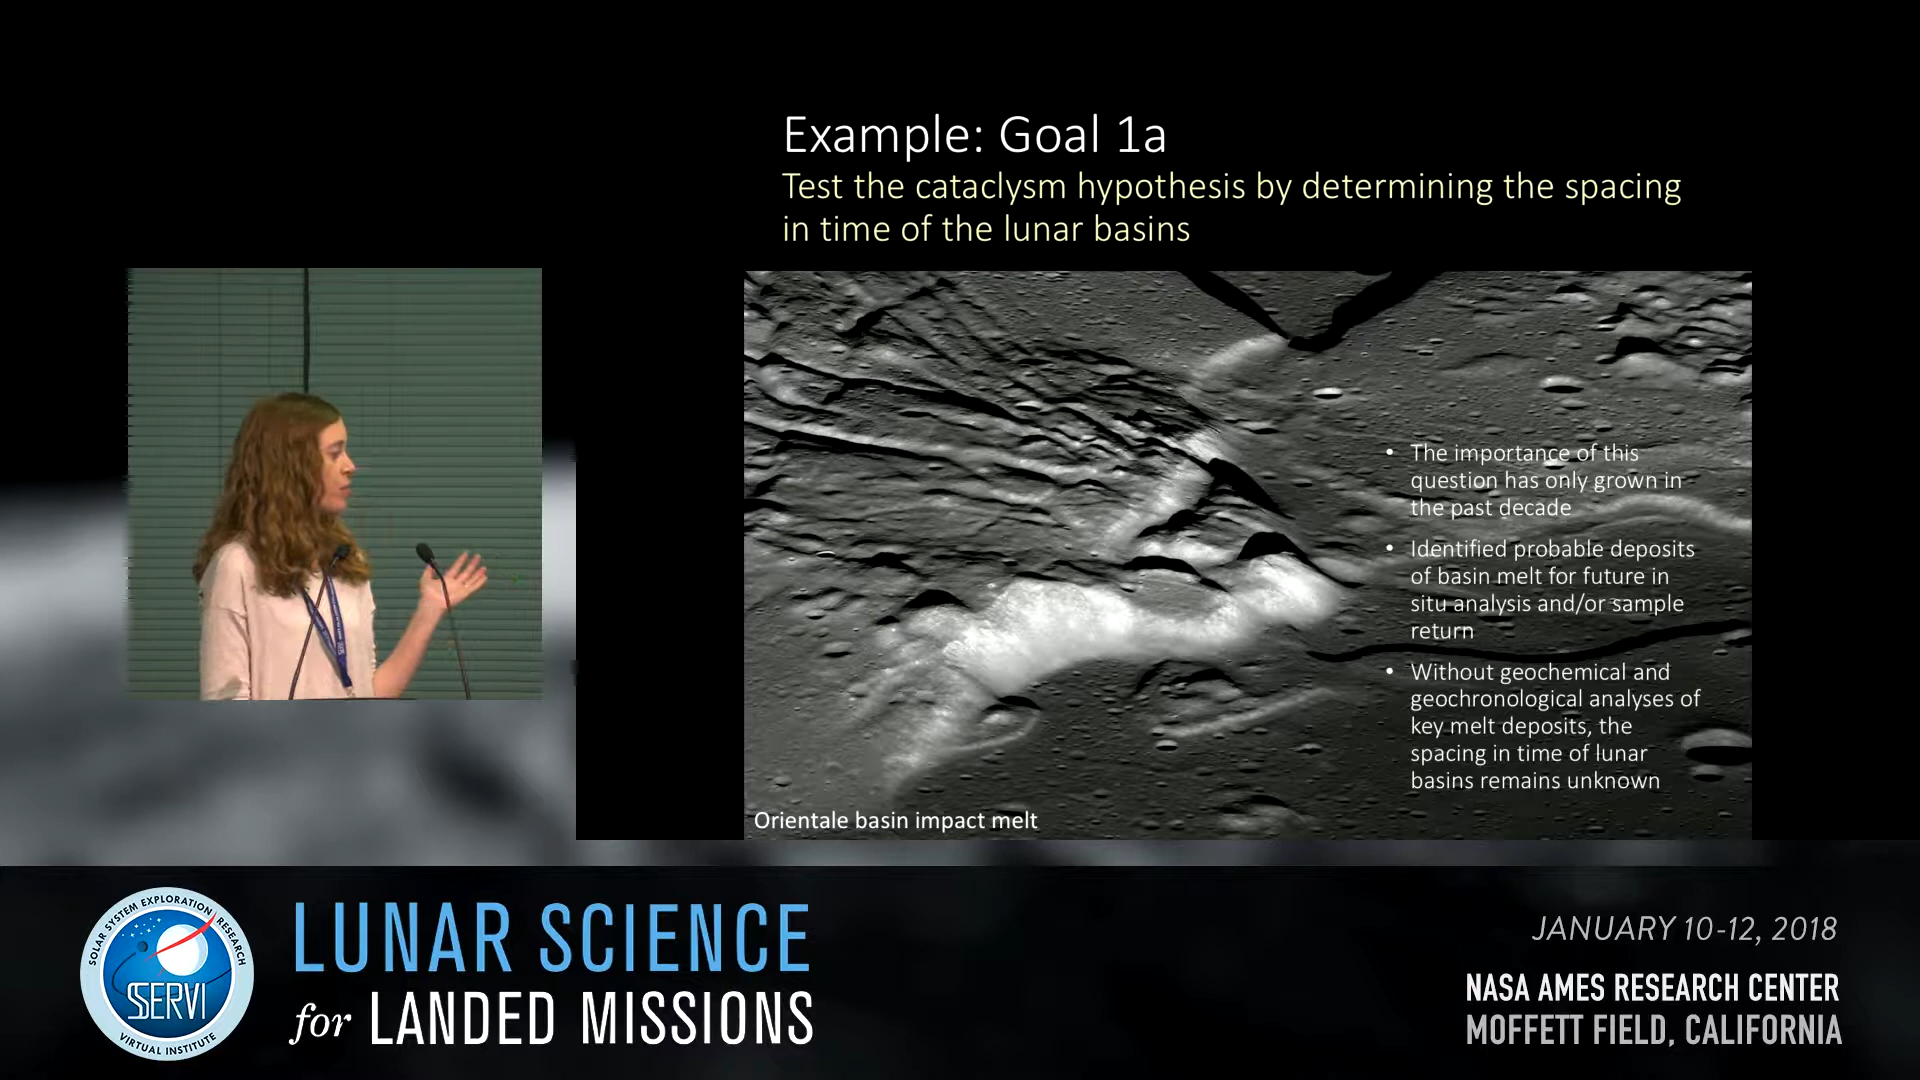 Example: Goal 1a
Test the cataclysm hypothesis by determining the spacing
in time of the lunar basins
• The importance of this
question has only grown in
the past decade
• Identified probable deposits
of basin melt for future in
situ analysis and/or sample
return
• Without geochemical and
geochronological analyses of
key melt deposits, the
spacing in time of lunar
basins remains unknown
Orientale basin impact melt
SOLAR SYSTEM EXPLORATION RESEARCH
SSERVI
VIRTUAL INSTITUTE
LUNAR SCIENCE
for LANDED MISSIONS
JANUARY 10-12, 2018
NASA AMES RESEARCH CENTER
MOFFETT FIELD, CALIFORNIA